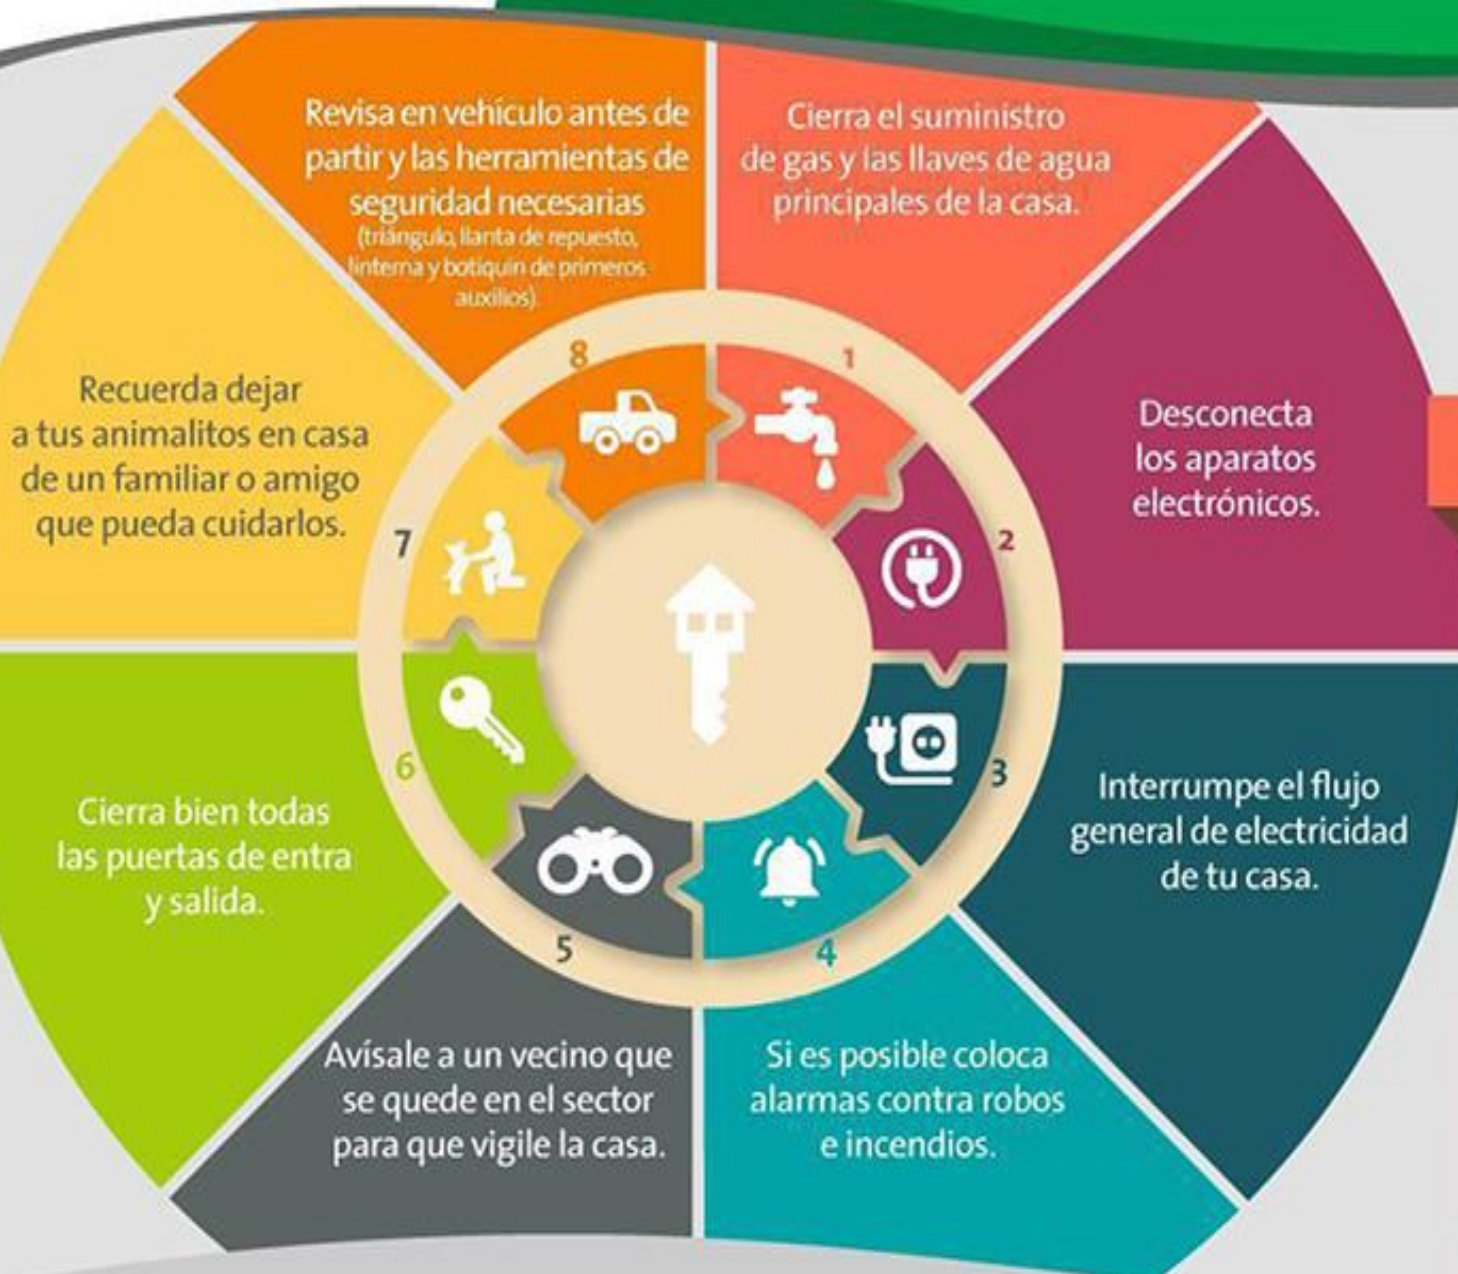 Cierra el suministro
de gas y las llaves de agua
principales de la casa.
1
Desconecta
los aparatos
electrónicos.
2
Interrumpe el flujo
general de electricidad
de tu casa.
3
Si es posible coloca
alarmas contra robos
e incendios.
4
Avísale a un vecino que
se quede en el sector
para que vigile la casa.
5
Cierra bien todas
las puertas de entra
y salida.
6
Recuerda dejar
a tus animalitos en casa
de un familiar o amigo
que pueda cuidarlos.
7
Revisa en vehículo antes de
partir y las herramientas de
seguridad necesarias
(triángulo, llanta de repuesto,
linterna y botiquín de primeros
auxilios).
8